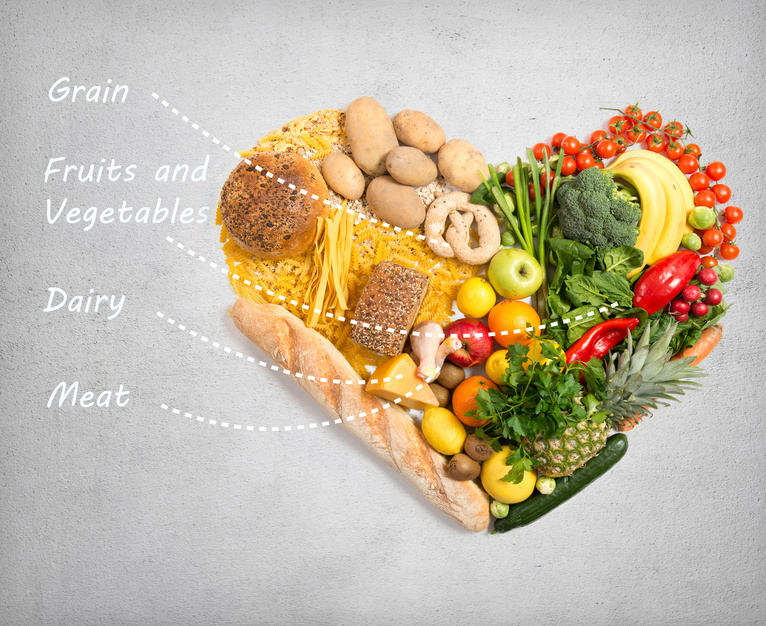 Grain
Fruits and
Vegetables
Dairy
Meat